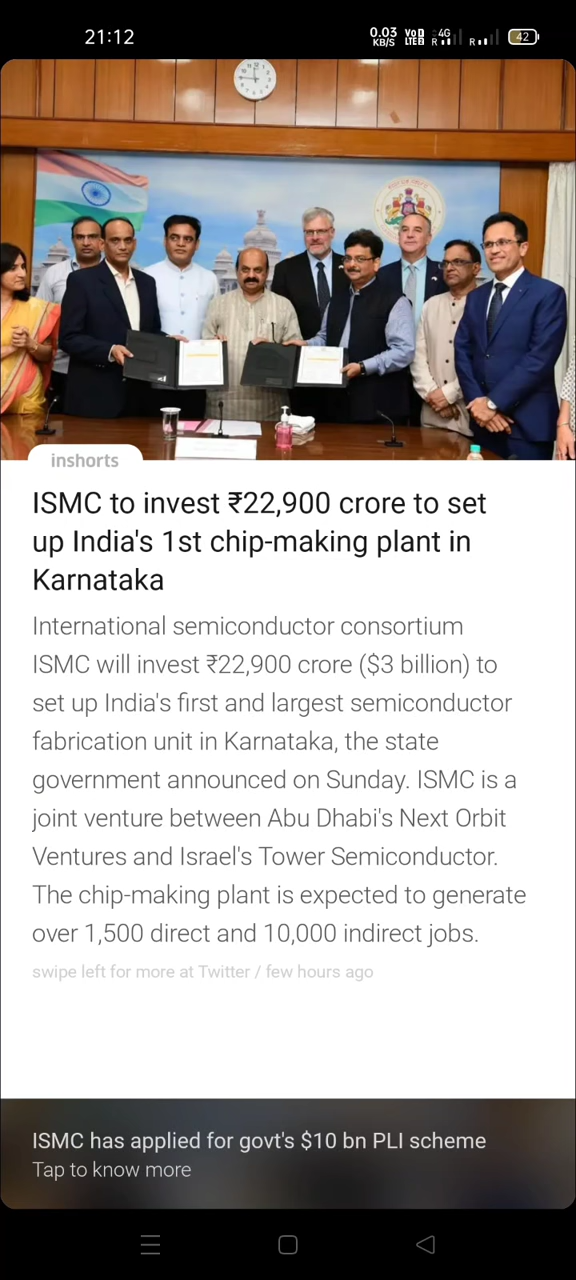 21:12
0.03
KB/S
VoD
LTE2
4G
R
R
42
inshorts
ISMC to invest ₹22,900 crore to set
up India's 1st chip-making plant in
Karnataka
International semiconductor consortium
ISMC will invest ₹22,900 crore ($3 billion) to
set up India's first and largest semiconductor
fabrication unit in Karnataka, the state
government announced on Sunday. ISMC is a
joint venture between Abu Dhabi's Next Orbit
Ventures and Israel's Tower Semiconductor.
The chip-making plant is expected to generate
over 1,500 direct and 10,000 indirect jobs.
swipe left for more at Twitter / few hours ago
ISMC has applied for govt's $10 bn PLI scheme
Tap to know more